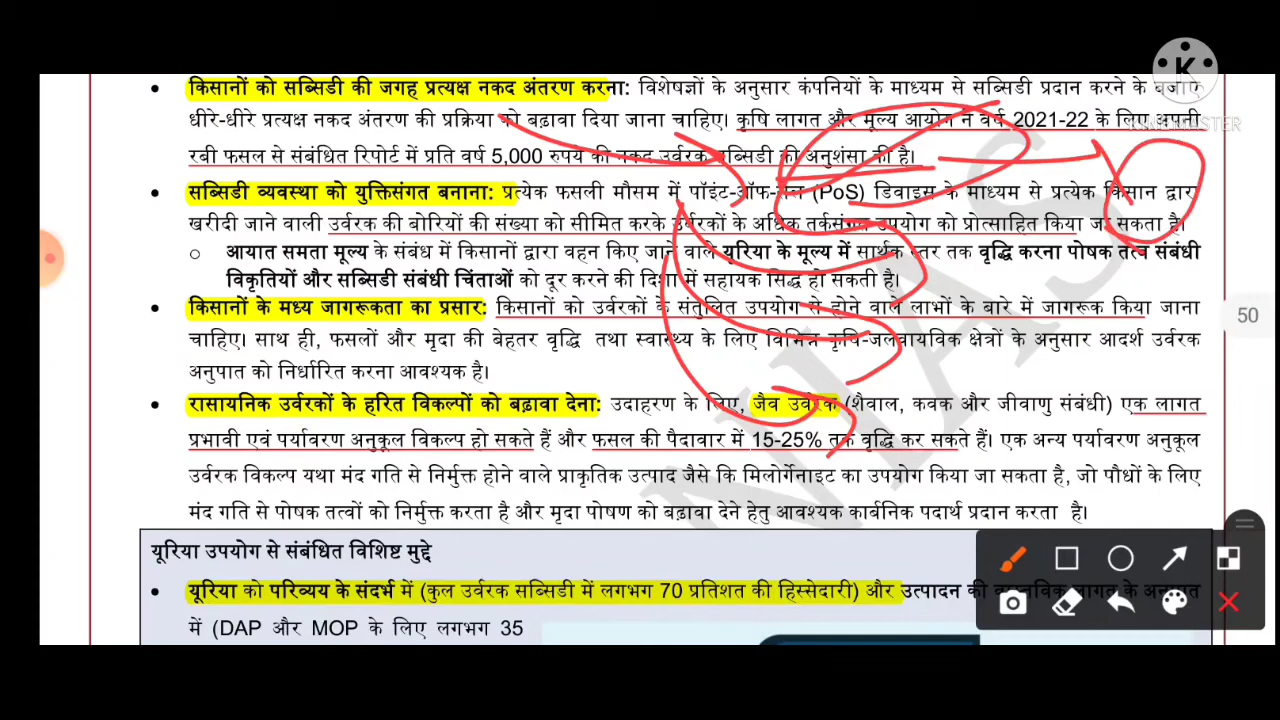 • किसानों को सब्सिडी की जगह प्रत्यक्ष नकद अंतरण करना: विशेषज्ञों के अनुसार कंपनियों के माध्यम से सब्सिडी प्रदान करने के बजाए
धीरे-धीरे प्रत्यक्ष नकद अंतरण की प्रक्रिया को बढ़ावा दिया जाना चाहिए। कृषि लागत और मूल्य आयोग ने वर्ष 2021-22 के लिए अपनी
रबी फसल से संबंधित रिपोर्ट में प्रति वर्ष 5,000 रुपये की नकद उर्वरक सब्सिडी की अनुशंसा की है।
• सब्सिडी व्यवस्था को युक्तिसंगत बनाना: प्रत्येक फसली मौसम में पॉइंट-ऑफ-सेल (PoS) डिवाइस के माध्यम से प्रत्येक किसान द्वारा
खरीदी जाने वाली उर्वरक की बोरियों की संख्या को सीमित करके उर्वरकों के अधिक तर्कसंगत उपयोग को प्रोत्साहित किया जा सकता है।
o आयात समता मूल्य के संबंध में किसानों द्वारा वहन किए जाने वाले यूरिया के मूल्य में सार्थक स्तर तक वृद्धि करना पोषक तत्व संबंधी
विकृतियों और सब्सिडी संबंधी चिंताओं को दूर करने की दिशा में सहायक सिद्ध हो सकती है।
• किसानों के मध्य जागरूकता का प्रसार: किसानों को उर्वरकों के संतुलित उपयोग से होने वाले लाभों के बारे में जागरूक किया जाना
चाहिए। साथ ही, फसलों और मृदा की बेहतर वृद्धि तथा स्वास्थ्य के लिए विभिन्न कृषि-जलवायविक क्षेत्रों के अनुसार आदर्श उर्वरक
अनुपात को निर्धारित करना आवश्यक है।
• रासायनिक उर्वरकों के हरित विकल्पों को बढ़ावा देना: उदाहरण के लिए, जैव उर्वरक (शैवाल, कवक और जीवाणु संबंधी) एक लागत
प्रभावी एवं पर्यावरण अनुकूल विकल्प हो सकते हैं और फसल की पैदावार में 15-25% तक वृद्धि कर सकते हैं। एक अन्य पर्यावरण अनुकूल
उर्वरक विकल्प यथा मंद गति से निर्मुक्त होने वाले प्राकृतिक उत्पाद जैसे कि मिलोर्गेनाइट का उपयोग किया जा सकता है, जो पौधों के लिए
मंद गति से पोषक तत्वों को निर्मुक्त करता है और मृदा पोषण को बढ़ावा देने हेतु आवश्यक कार्बनिक पदार्थ प्रदान करता है।
50
यूरिया उपयोग से संबंधित विशिष्ट मुद्दे
• यूरिया को परिव्यय के संदर्भ में (कुल उर्वरक सब्सिडी में लगभग 70 प्रतिशत की हिस्सेदारी) और उत्पादन की वास्तविक लागत के अनुपात
में (DAP और MOP के लिए लगभग 35
K
KINEMASTER